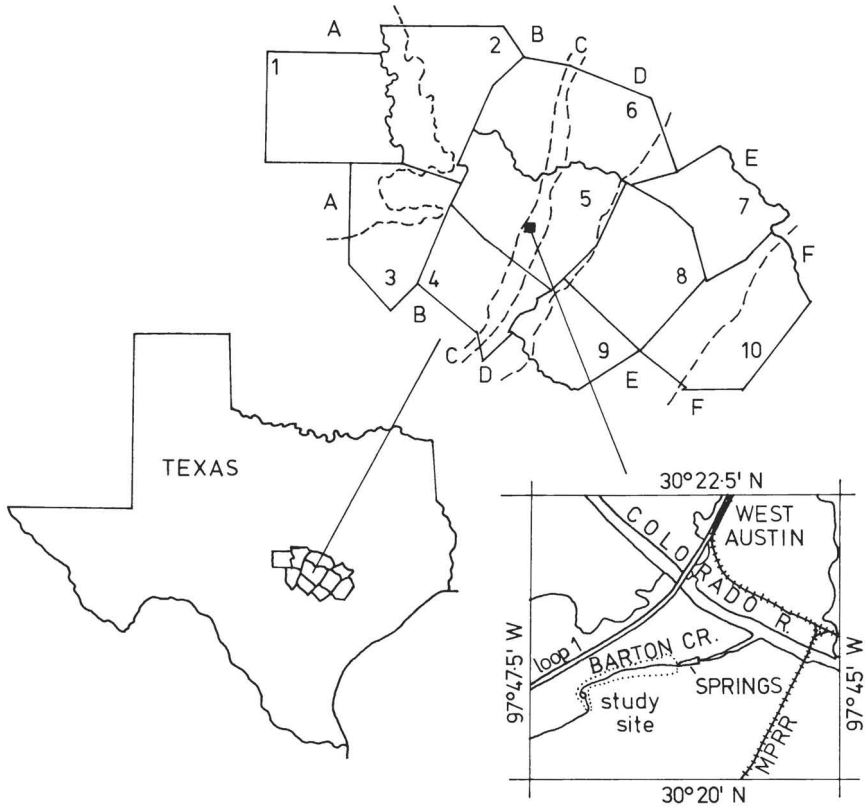 A
2
B
C
1
D
6
E
A
5
7
F
3
4
8
B
C
9
10
D
E
F
TEXAS
30°22·5' N
WEST
AUSTIN
COLORADO R.
loop 1
BARTON CR.
SPRINGS
study
site
MPRR
97°47·5' W
97°45' W
30°20' N